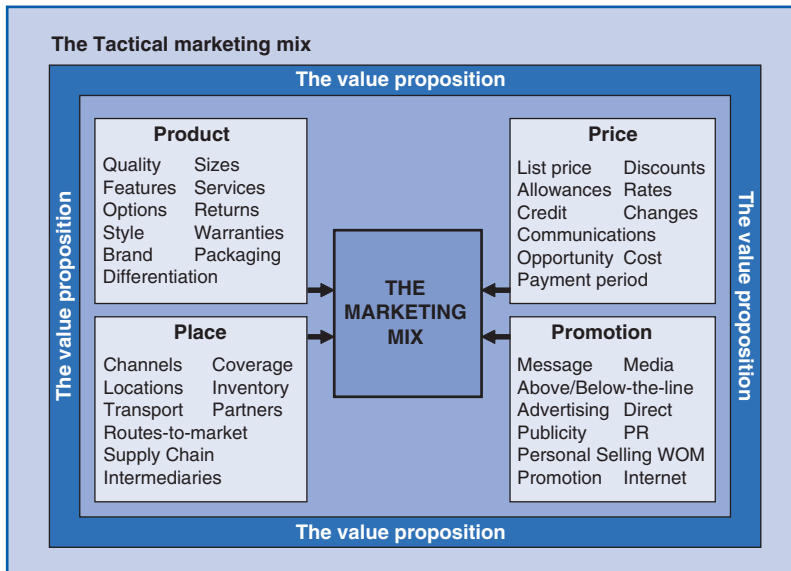 The Tactical marketing mix
The value proposition
The value proposition
Product
Quality Sizes
Features Services
Options Returns
Style Warranties
Brand Packaging
Differentiation
Price
List price Discounts
Allowances Rates
Credit Changes
Communications
Opportunity Cost
Payment period
THE
MARKETING
MIX
Place
Channels Coverage
Locations Inventory
Transport Partners
Routes-to-market
Supply Chain
Intermediaries
Promotion
Message Media
Above/Below-the-line
Advertising Direct
Publicity PR
Personal Selling WOM
Promotion Internet
The value proposition
The value proposition